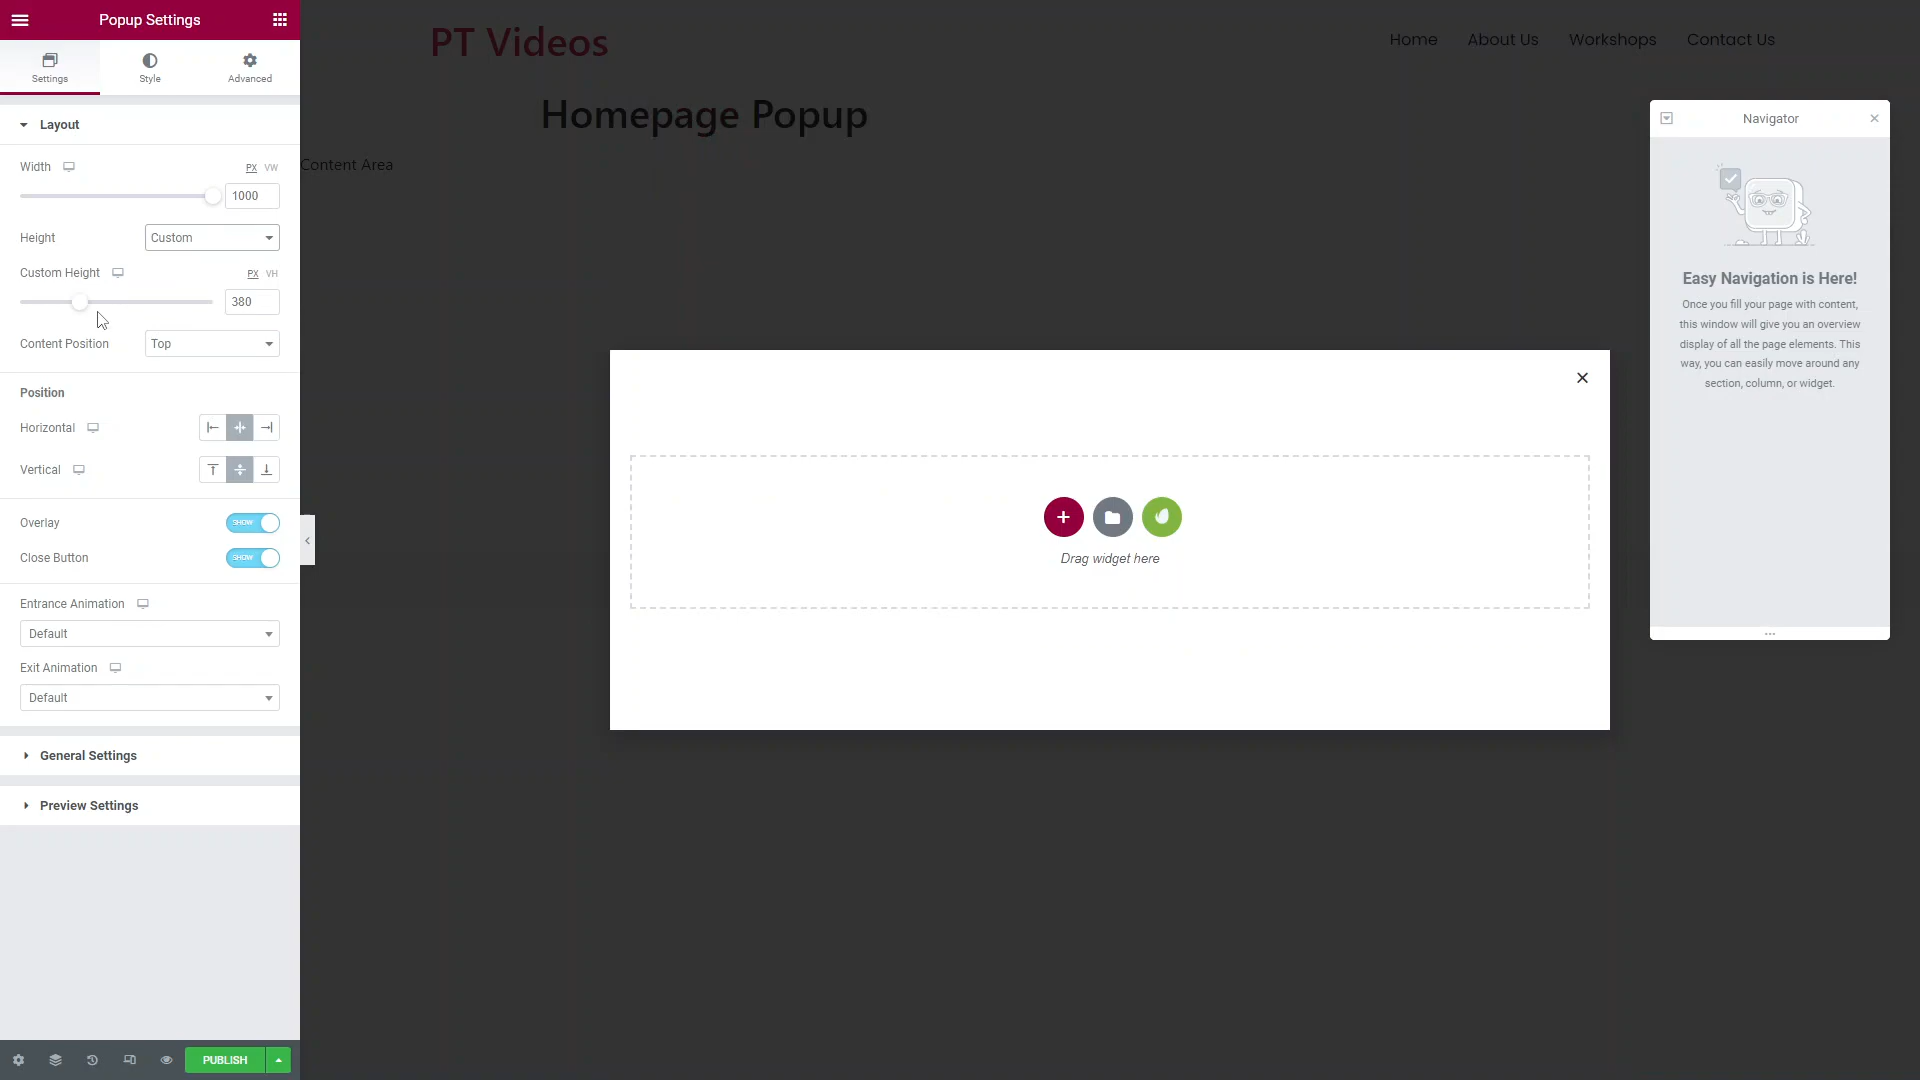 Popup Settings
Settings
Style
Advanced
Layout
Width
PX VW
1000
Height
Custom
Custom Height
PX VH
380
Content Position
Top
Position
Horizontal
Vertical
Overlay
SHOW
Close Button
SHOW
Entrance Animation
Default
Exit Animation
Default
General Settings
Preview Settings
PUBLISH
PT Videos
Home
About Us
Workshops
Contact Us
Homepage Popup
Content Area
Drag widget here
Navigator
Easy Navigation is Here!
Once you fill your page with content,
this window will give you an overview
display of all the page elements. This
way, you can easily move around any
section, column, or widget.